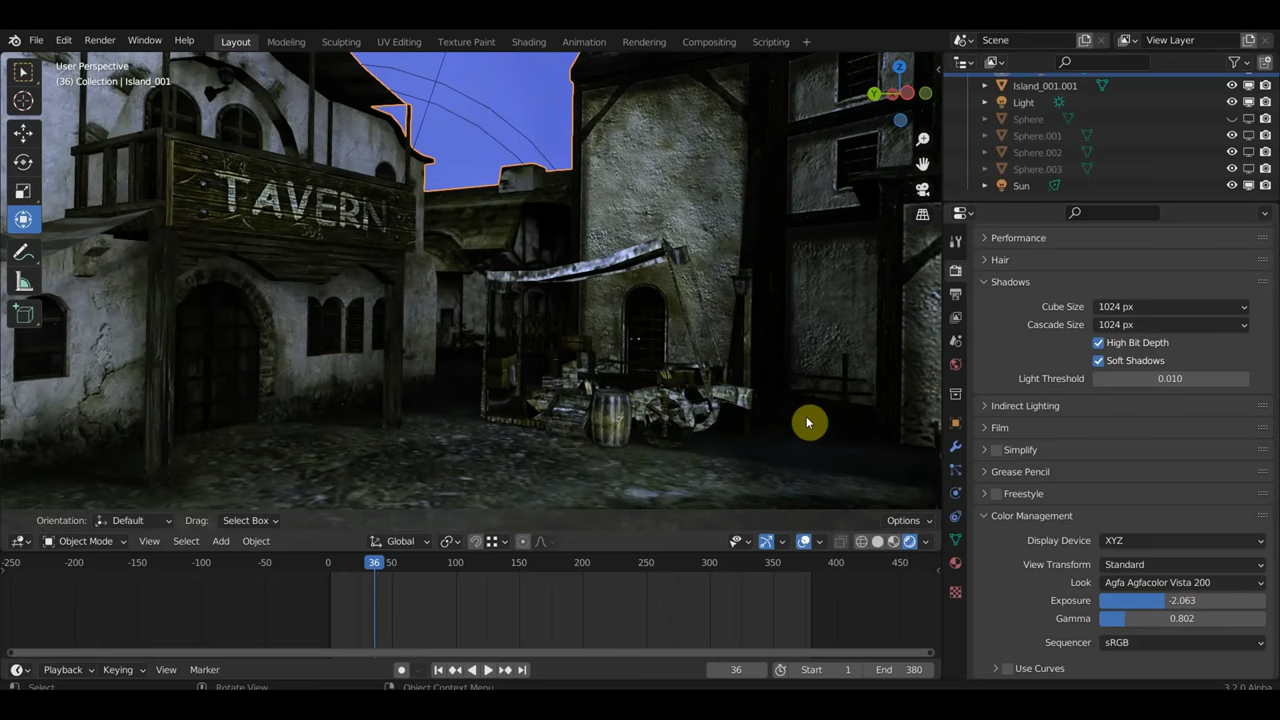 File Edit Render Window Help
Layout Modeling Sculpting UV Editing Texture Paint Shading Animation Rendering Compositing Scripting +
Scene
View Layer
User Perspective
(36) Collection | Island_001
Z
Y
X
TAVERN
Island_001.001
Light
Sphere
Sphere.001
Sphere.002
Sphere.003
Sun
Performance
Hair
Shadows
Cube Size 1024 px
Cascade Size 1024 px
High Bit Depth
Soft Shadows
Light Threshold 0.010
Indirect Lighting
Film
Simplify
Grease Pencil
Freestyle
Color Management
Display Device XYZ
View Transform Standard
Look Agfa Agfacolor Vista 200
Exposure -2.063
Gamma 0.802
Sequencer sRGB
Use Curves
Orientation: Default Drag: Select Box Options
Object Mode View Select Add Object Global
-250 -200 -150 -100 -50 0 36 50 100 150 200 250 300 350 400 450
Playback Keying View Marker 36 Start 1 End 380
Select Rotate View Object Context Menu 3.2.0 Alpha